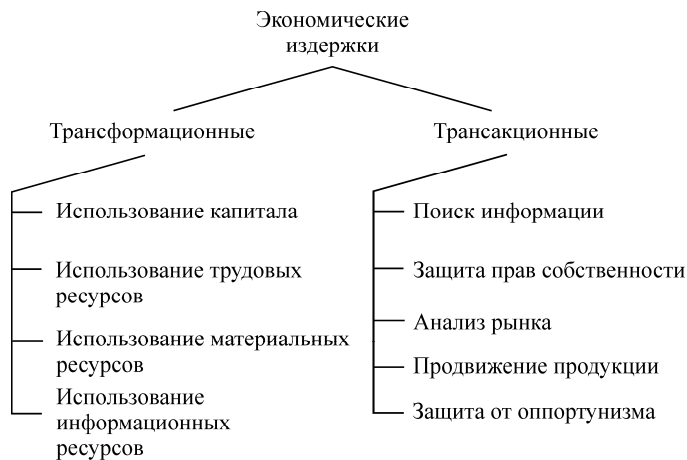 Экономические
издержки
Трансформационные
Использование капитала
Использование трудовых
ресурсов
Использование материальных
ресурсов
Использование
информационных
ресурсов
Трансакционные
Поиск информации
Защита прав собственности
Анализ рынка
Продвижение продукции
Защита от оппортунизма